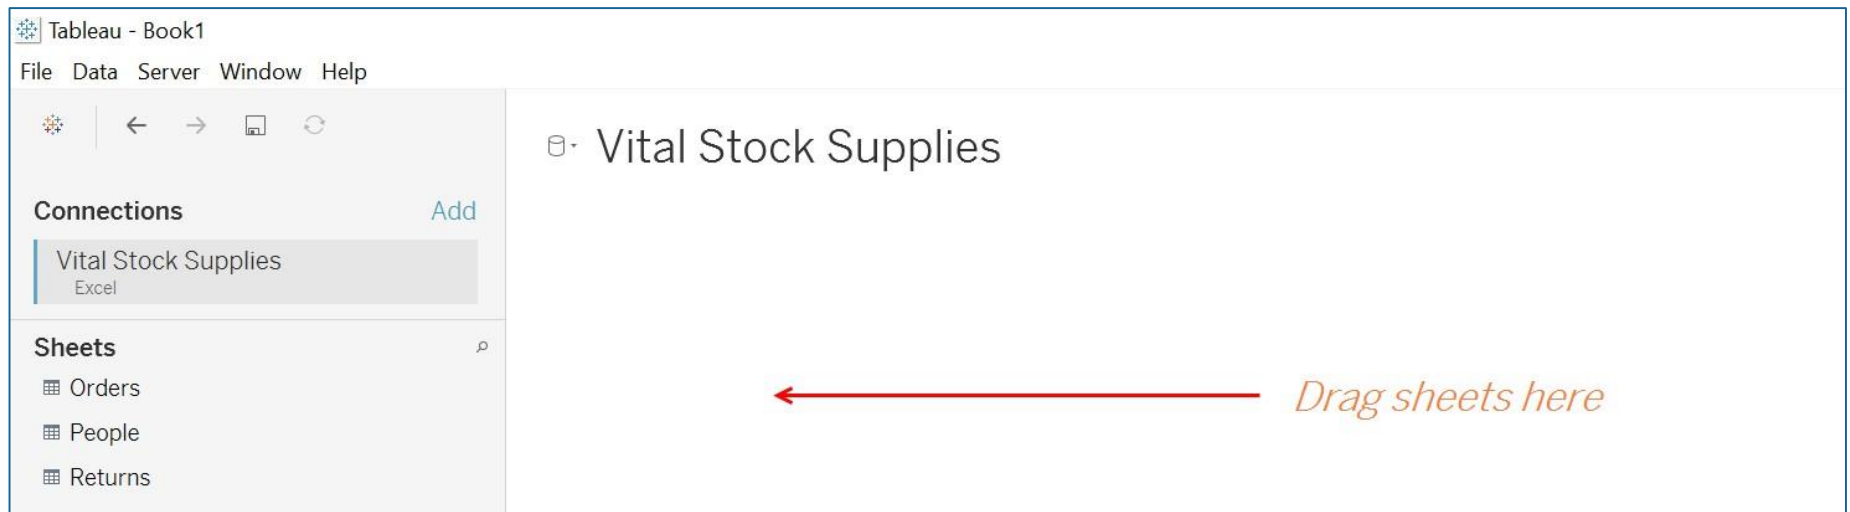 Tableau - Book1
File Data Server Window Help
Vital Stock Supplies
Connections Add
Vital Stock Supplies
Excel
Sheets
Orders
People
Returns
Drag sheets here